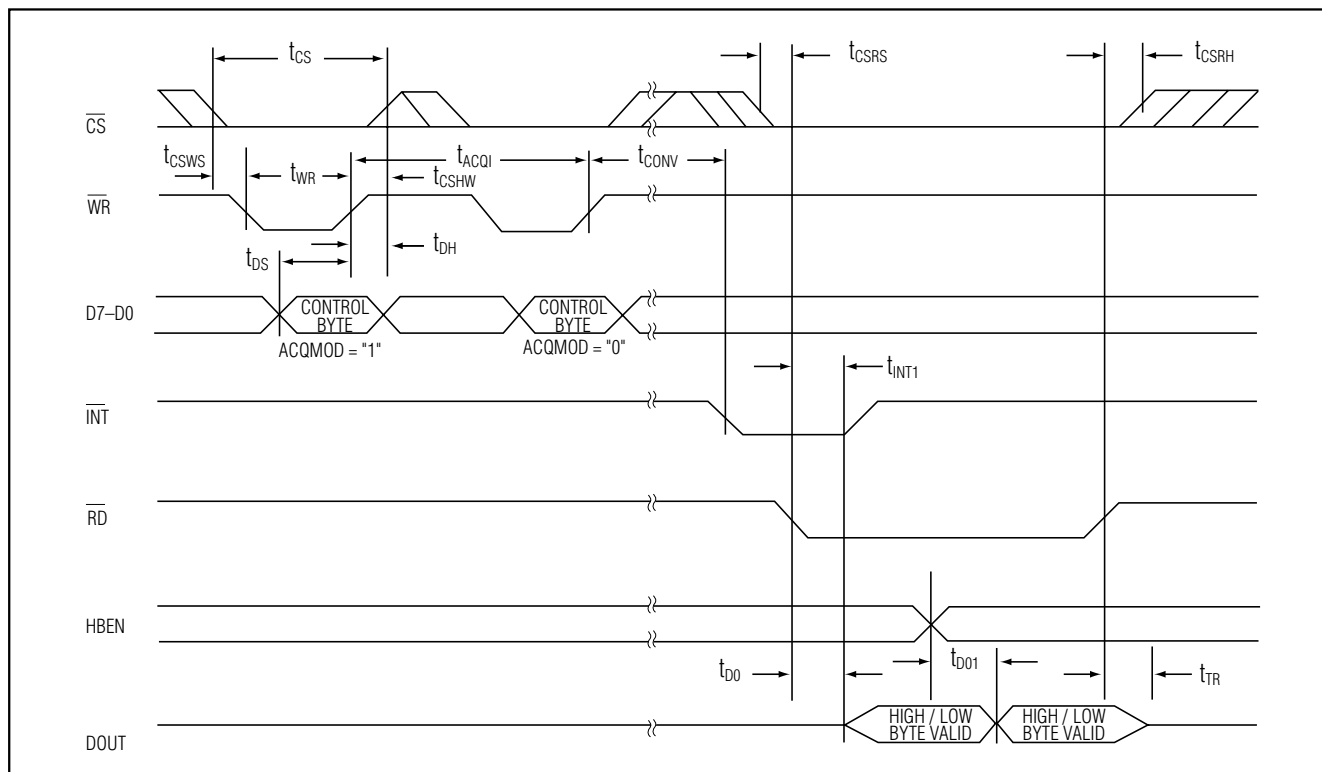 tCS
tCSRS
tCSRH
CS
tCSWS
tWR
tACQI
tCONV
tCSHW
WR
tDH
tDS
D7–D0
CONTROL
BYTE
CONTROL
BYTE
ACQMOD = "1"
ACQMOD = "0"
tINT1
INT
RD
HBEN
tD0
tD01
tTR
HIGH / LOW
BYTE VALID
HIGH / LOW
BYTE VALID
DOUT